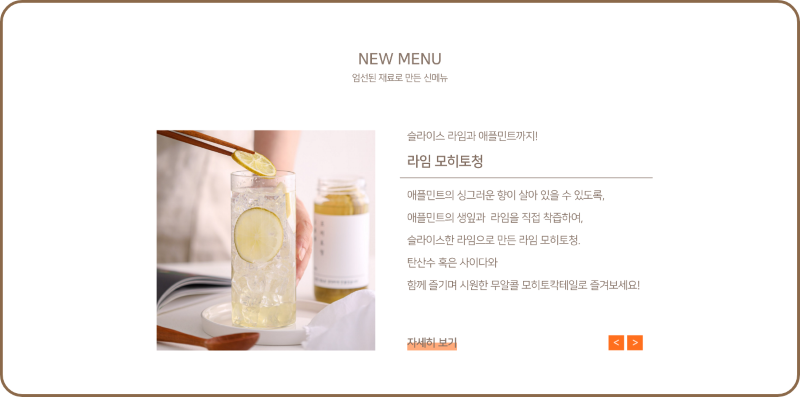 NEW MENU
엄선된 재료로 만든 신메뉴
슬라이스 라임과 애플민트까지!
라임 모히토청
애플민트의 싱그러운 향이 살아 있을 수 있도록,
애플민트의 생잎과 라임을 직접 착즙하여,
슬라이스한 라임으로 만든 라임 모히토청.
탄산수 혹은 사이다와
함께 즐기며 시원한 무알콜 모히토칵테일로 즐겨보세요!
자세히 보기
< >